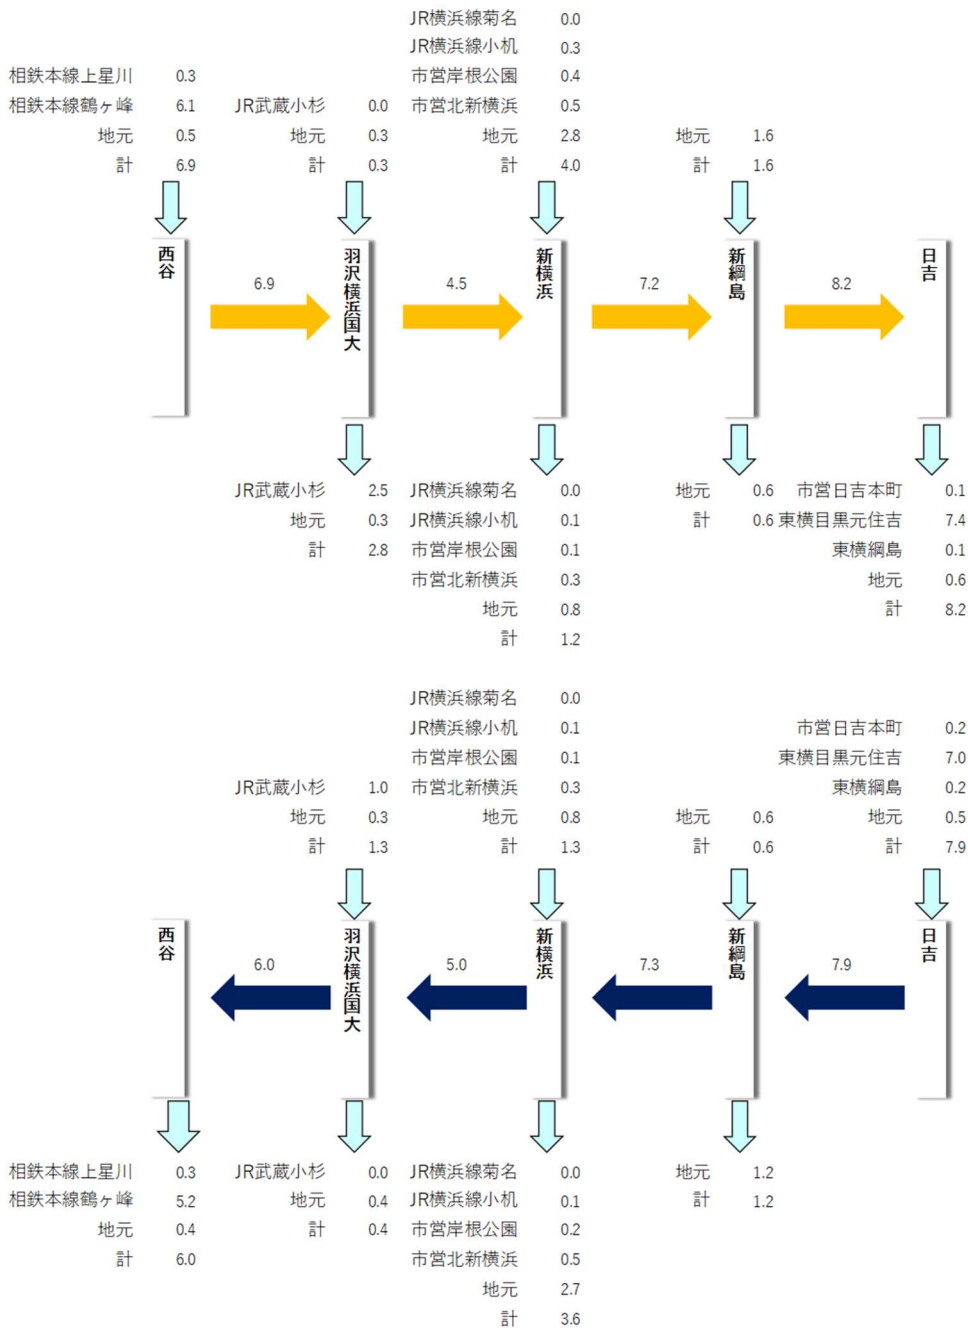 JR横浜線菊名 0.0
JR横浜線小机 0.3
相鉄本線上星川 0.3 市営岸根公園 0.4
相鉄本線鶴ヶ峰 6.1 JR武蔵小杉 0.0 市営北新横浜 0.5
地元 0.5 地元 0.3 地元 2.8 地元 1.6
計 6.9 計 0.3 計 4.0 計 1.6
西谷
羽沢横浜国大
新横浜
新綱島
日吉
6.9 4.5 7.2 8.2
JR武蔵小杉 2.5 JR横浜線菊名 0.0 地元 0.6 市営日吉本町 0.1
地元 0.3 JR横浜線小机 0.1 計 0.6 東横目黒元住吉 7.4
計 2.8 市営岸根公園 0.1 東横綱島 0.1
市営北新横浜 0.3 地元 0.6
地元 0.8 計 8.2
計 1.2
JR横浜線菊名 0.0
JR横浜線小机 0.1 市営日吉本町 0.2
市営岸根公園 0.1 東横目黒元住吉 7.0
JR武蔵小杉 1.0 市営北新横浜 0.3 東横綱島 0.2
地元 0.3 地元 0.8 地元 0.6 地元 0.5
計 1.3 計 1.3 計 0.6 計 7.9
西谷
羽沢横浜国大
新横浜
新綱島
日吉
6.0 5.0 7.3 7.9
相鉄本線上星川 0.3 JR武蔵小杉 0.0 JR横浜線菊名 0.0 地元 1.2
相鉄本線鶴ヶ峰 5.2 地元 0.4 JR横浜線小机 0.1 計 1.2
地元 0.4 計 0.4 市営岸根公園 0.2
計 6.0 市営北新横浜 0.5
地元 2.7
計 3.6